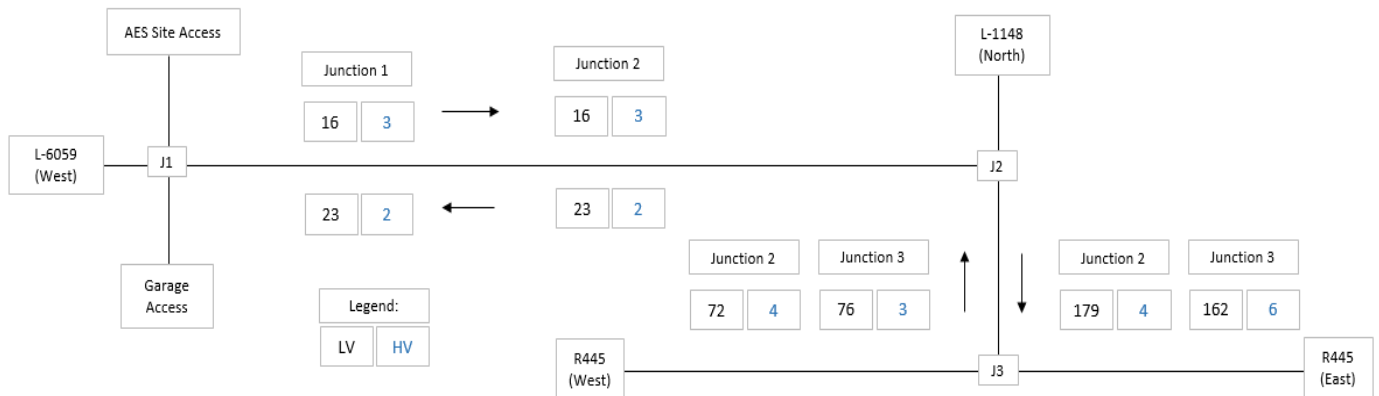 AES Site Access
L-1148
(North)
Junction 1
Junction 2
16 3
16 3
L-6059
(West)
J1
J2
23 2
23 2
Junction 2
Junction 3
Junction 2
Junction 3
Garage
Access
Legend:
72 4
76 3
179 4
162 6
LV HV
R445
(West)
J3
R445
(East)